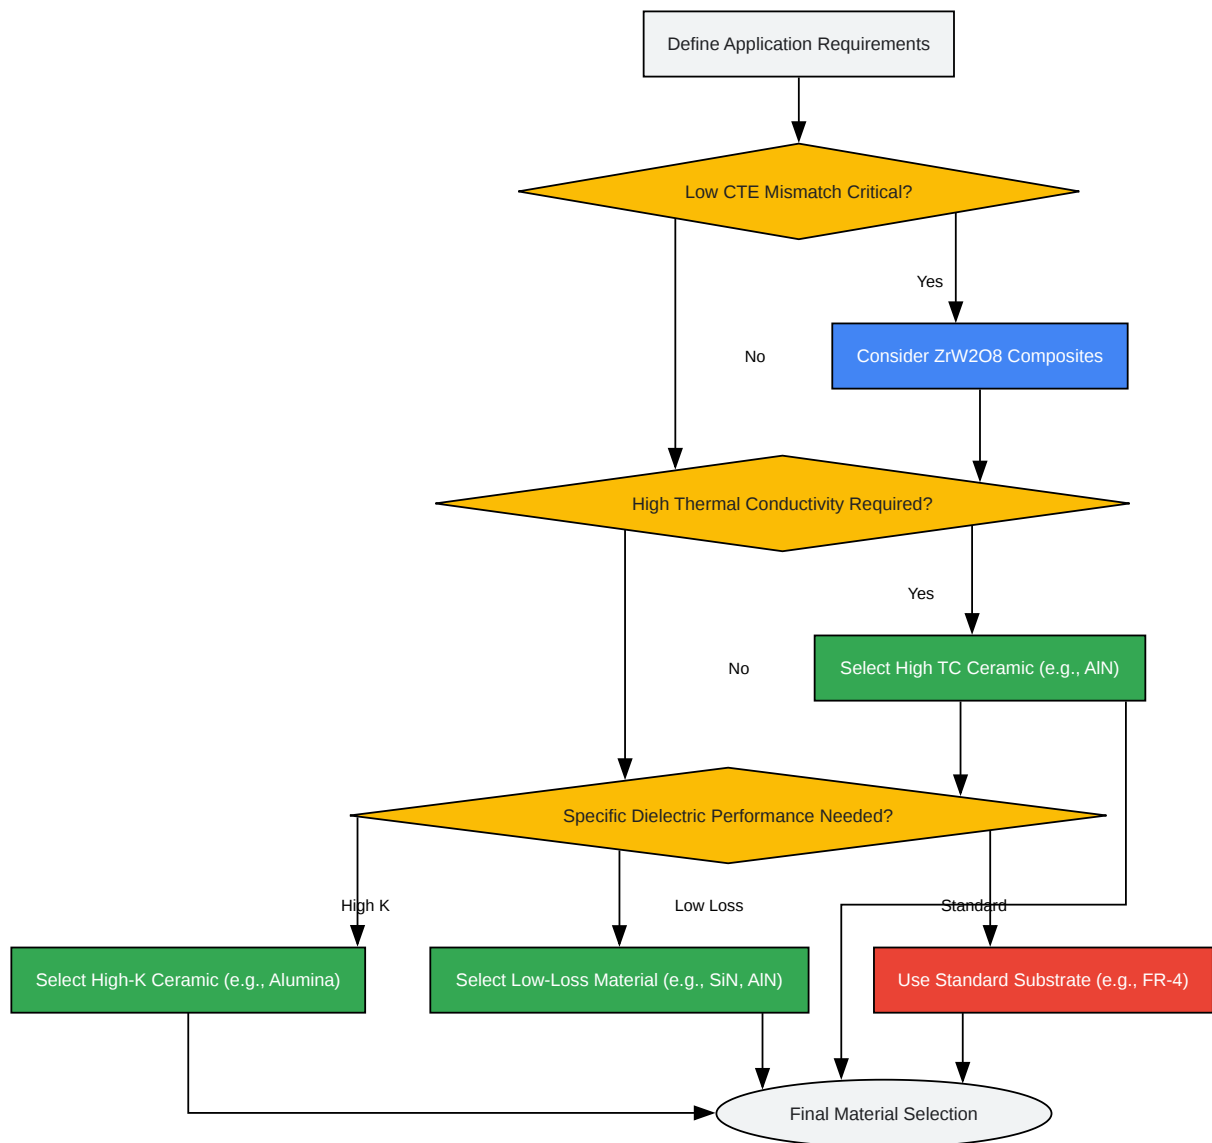 Define Application Requirements
Low CTE Mismatch Critical?
Yes
No
Consider ZrW2O8 Composites
High Thermal Conductivity Required?
Yes
No
Select High TC Ceramic (e.g., AlN)
Specific Dielectric Performance Needed?
High K
Low Loss
Standard
Select High-K Ceramic (e.g., Alumina)
Select Low-Loss Material (e.g., SiN, AlN)
Use Standard Substrate (e.g., FR-4)
Final Material Selection